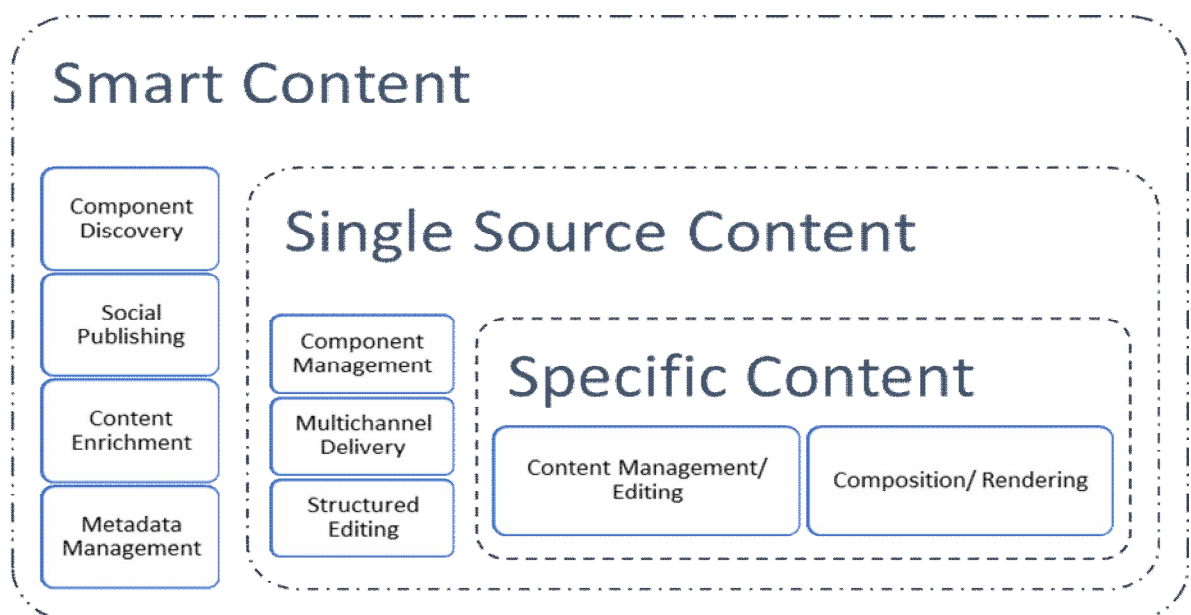 Smart Content
Component
Discovery
Social
Publishing
Content
Enrichment
Metadata
Management
Single Source Content
Component
Management
Multichannel
Delivery
Structured
Editing
Specific Content
Content Management/
Editing
Composition/ Rendering